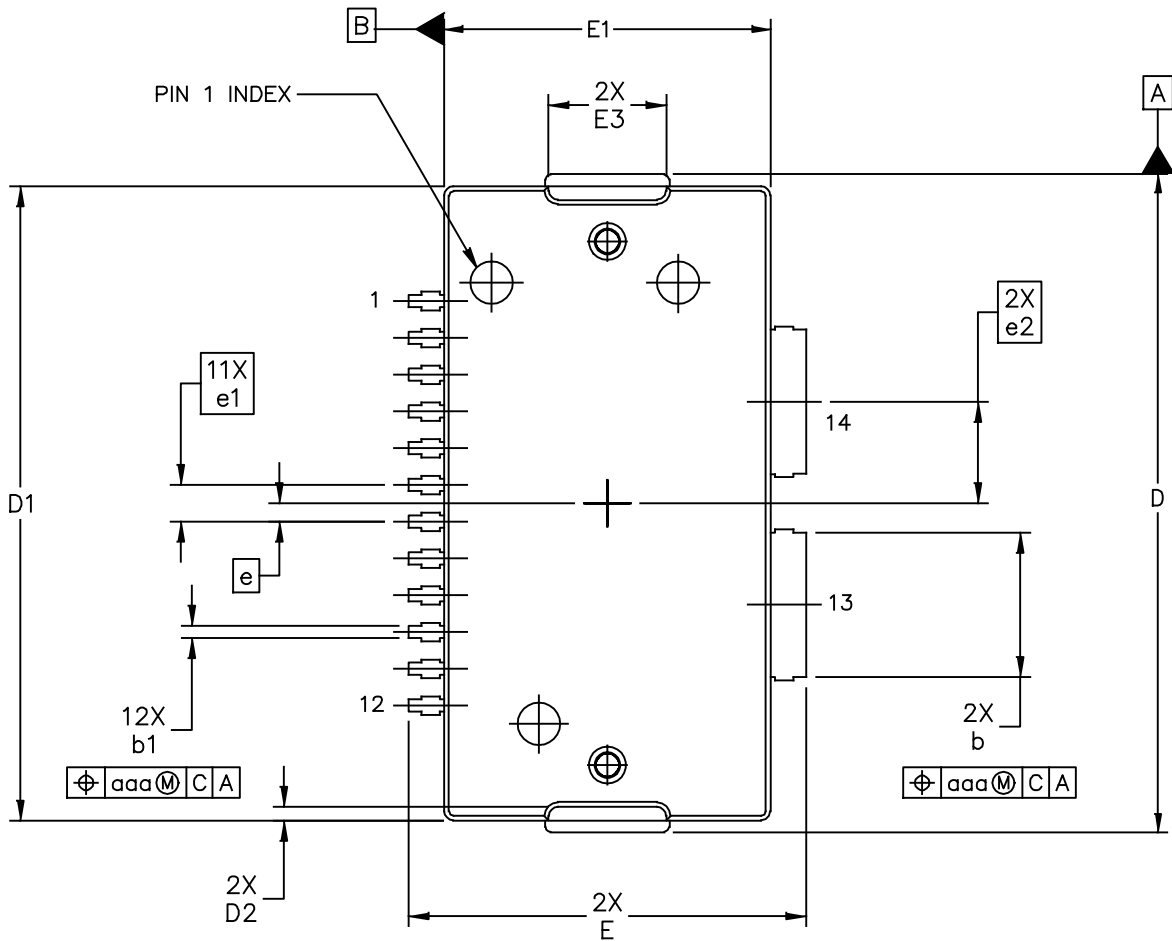 B
E1
PIN 1 INDEX
2X
E3
A
1
2X
e2
11X
e1
14
D1
D
e
13
12
12X
b1
2X
b
⌖ aaa Ⓜ C A
⌖ aaa Ⓜ C A
2X
D2
2X
E